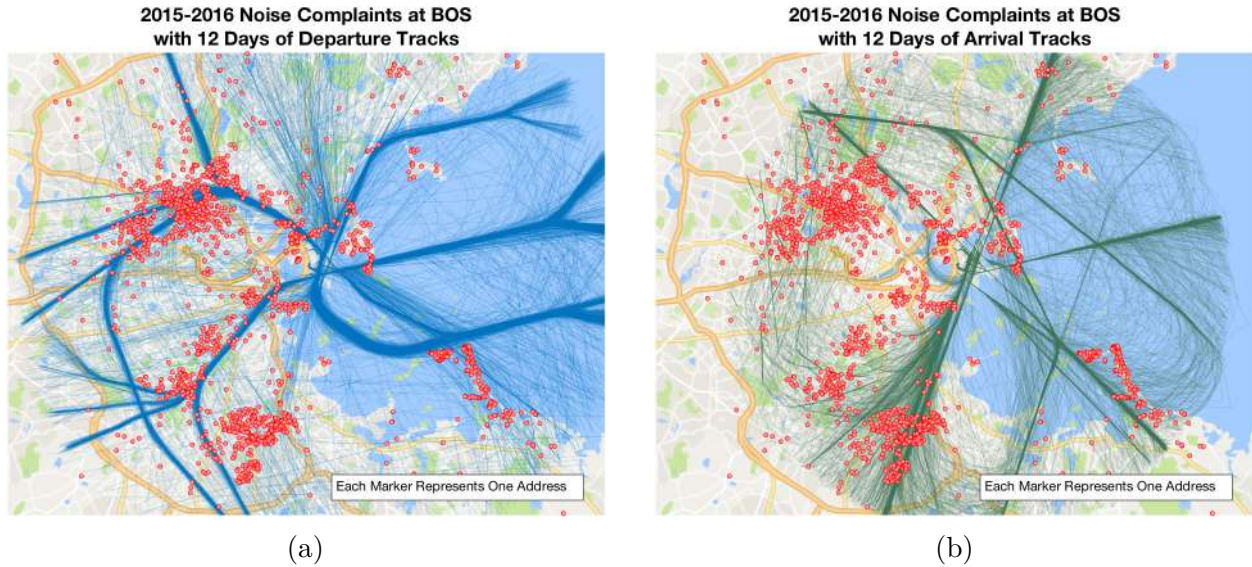 2015-2016 Noise Complaints at BOS
with 12 Days of Departure Tracks
Each Marker Represents One Address
(a)
2015-2016 Noise Complaints at BOS
with 12 Days of Arrival Tracks
Each Marker Represents One Address
(b)